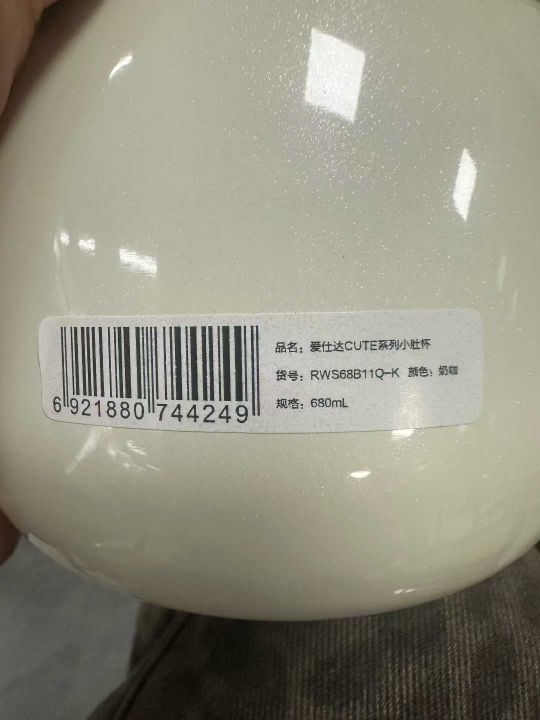 品名：爱仕达CUTE系列小肚杯
货号：RWS68B11Q-K 颜色：奶咖
规格：680mL
6 921880 744249